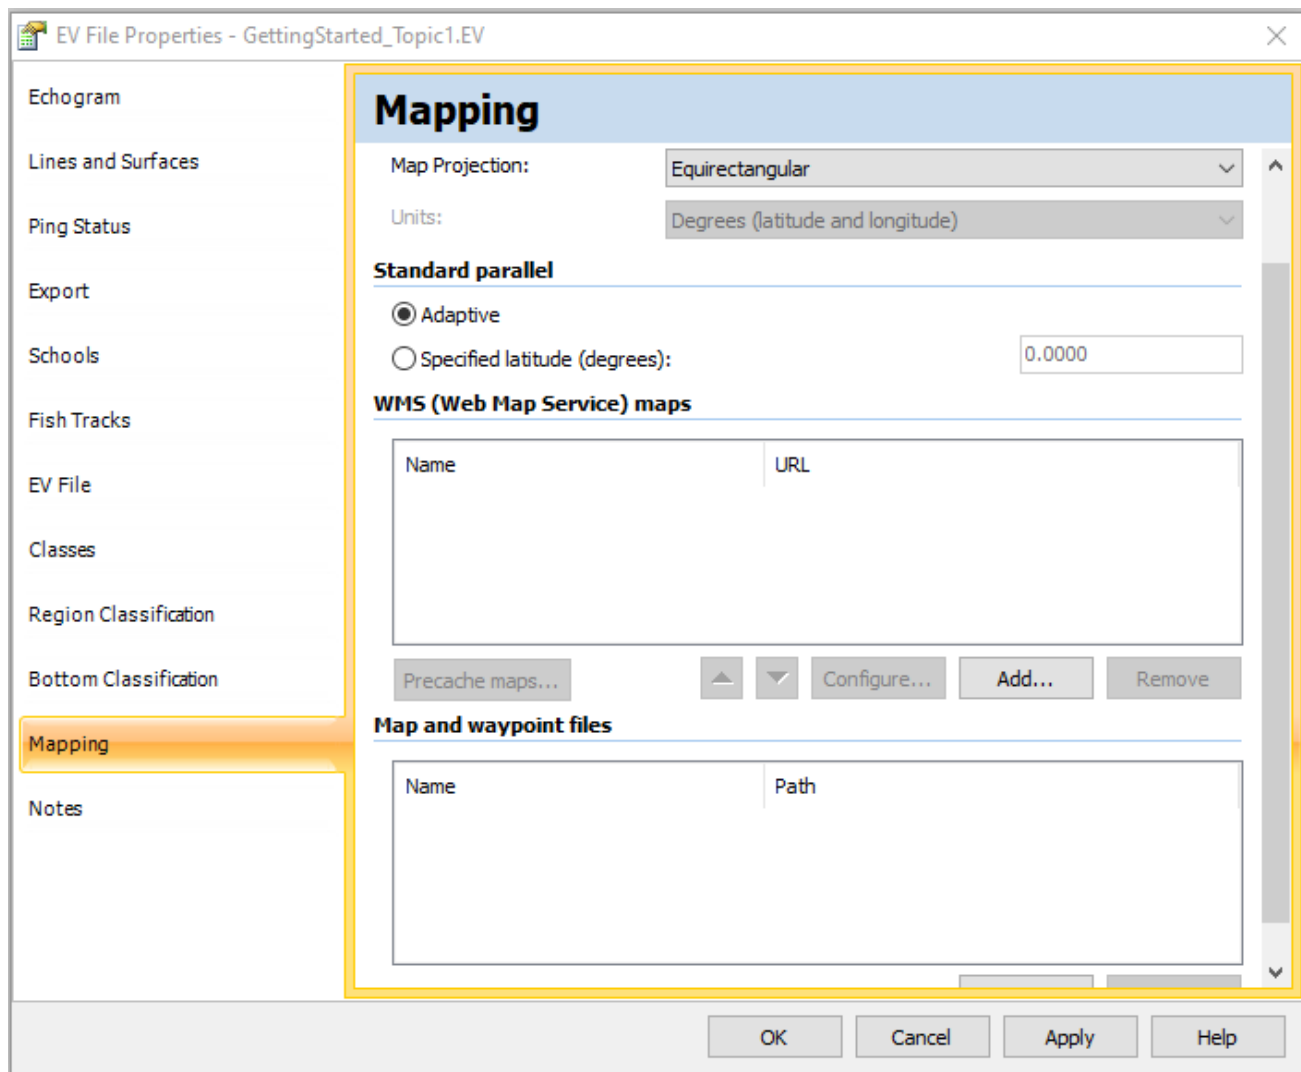 EV File Properties - GettingStarted_Topic1.EV
Echogram
Lines and Surfaces
Ping Status
Export
Schools
Fish Tracks
EV File
Classes
Region Classification
Bottom Classification
Mapping
Notes
Mapping
Map Projection: Equirectangular
Units: Degrees (latitude and longitude)
Standard parallel
Adaptive
Specified latitude (degrees): 0.0000
WMS (Web Map Service) maps
Name URL
Precache maps... Configure... Add... Remove
Map and waypoint files
Name Path
OK Cancel Apply Help